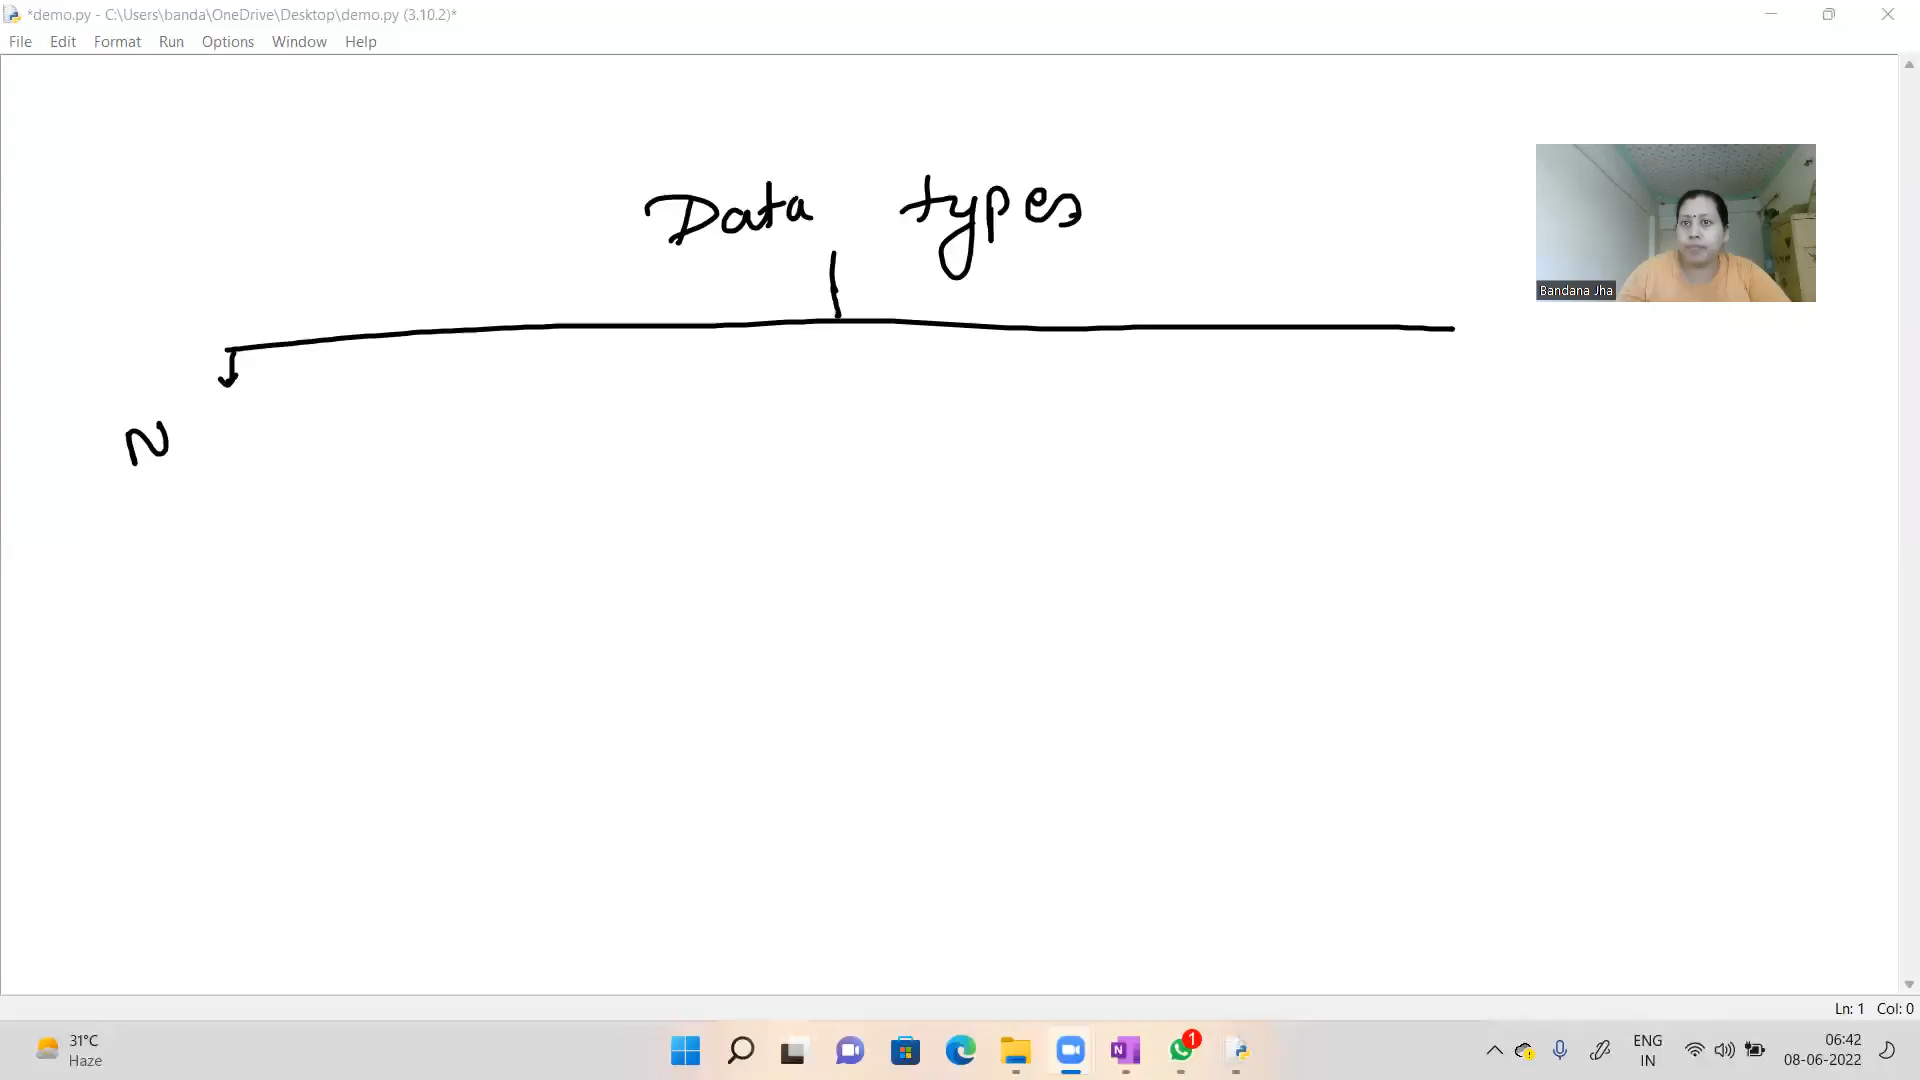 *demo.py - C:\Users\banda\OneDrive\Desktop\demo.py (3.10.2)*
File Edit Format Run Options Window Help
Data types
Bandana Jha
N
Ln: 1 Col: 0
31°C
Haze
N
1
ENG
IN
06:42
08-06-2022